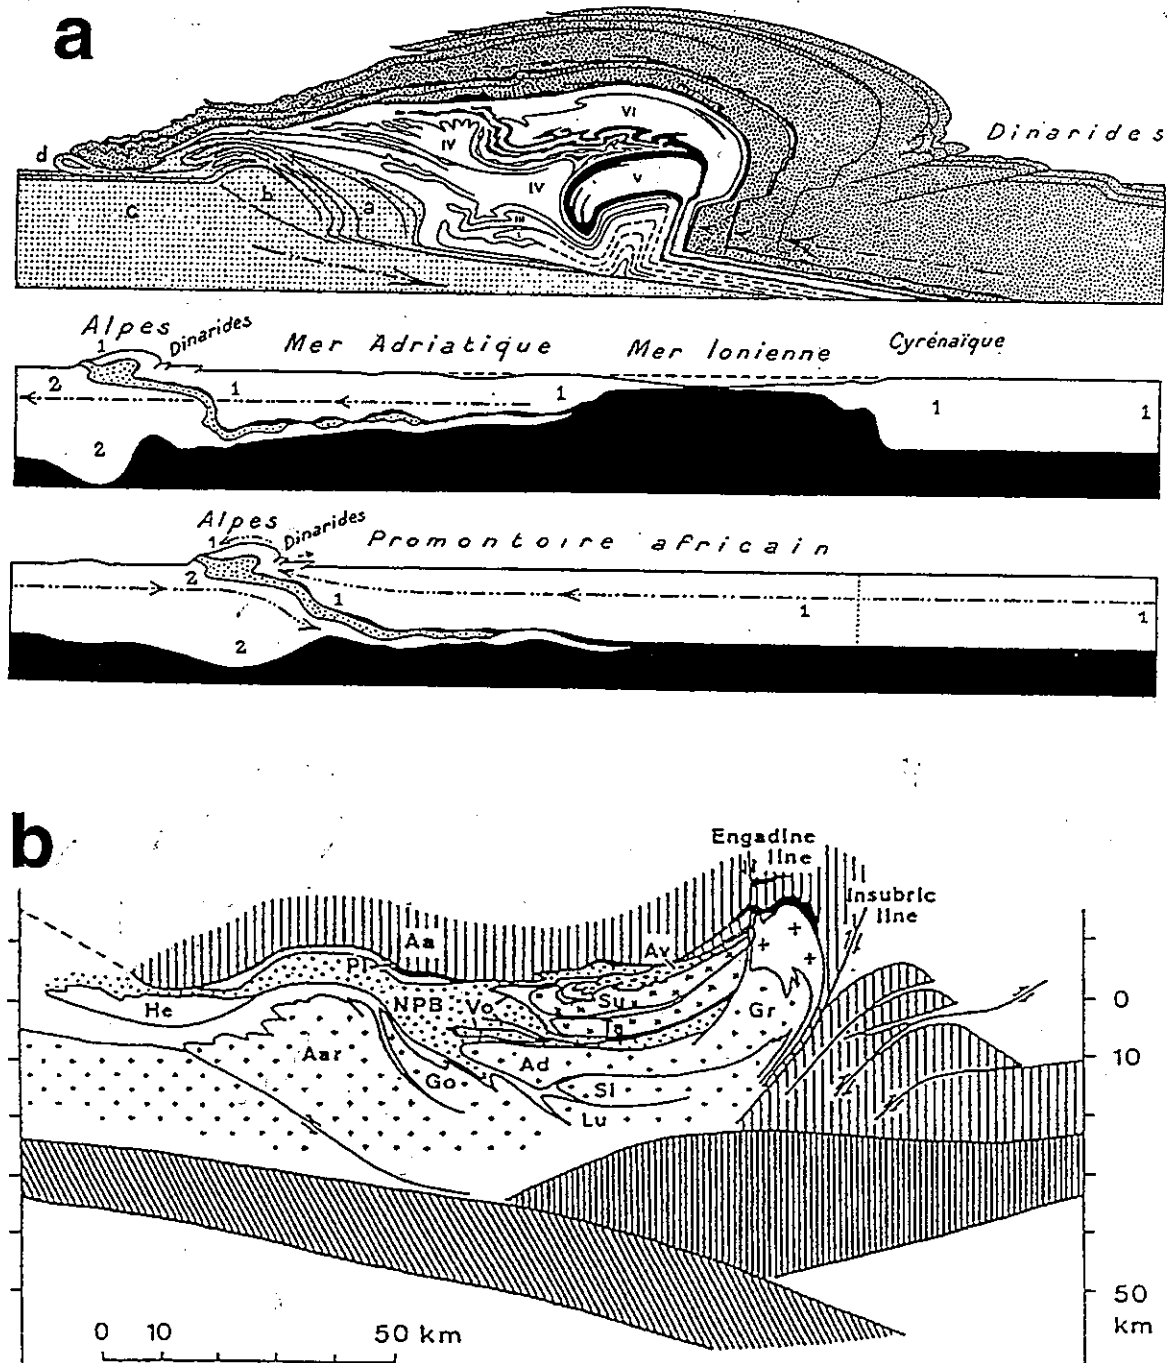 a
Dinarides
VI
IV
IV
V
III
d
c
b
a
Alpes
Dinarides
Mer Adriatique
Mer Ionienne
Cyrénaïque
1
2
1
1
1
1
2
Alpes
Dinarides
Promontoire africain
1
2
1
1
1
2
b
Engadine
line
Insubric
line
Aa
Av
Pl
He
NPB
Vo
Su
Gr
Aar
Go
Ad
Si
Lu
0
10
50
km
0 10 50 km